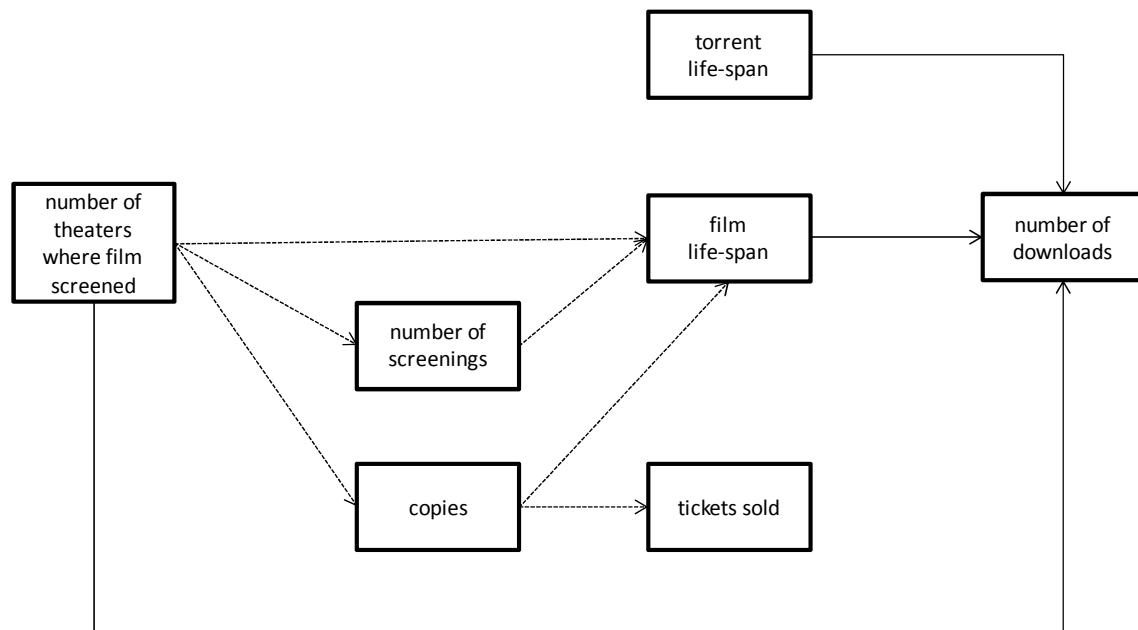 torrent
life-span
number of
theaters
where film
screened
film
life-span
number of
downloads
number of
screenings
copies
tickets sold